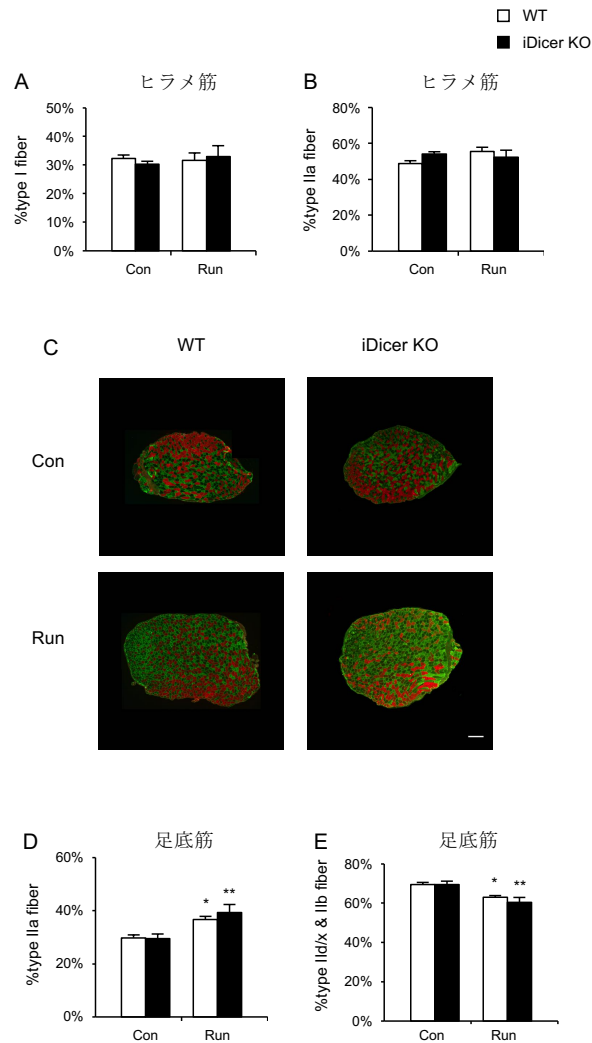 WT
iDicer KO
A
ヒラメ筋
50%
40%
30%
20%
10%
0%
%type I fiber
Con
Run
B
ヒラメ筋
80%
60%
40%
20%
0%
%type IIa fiber
Con
Run
C
WT
iDicer KO
Con
Run
D
足底筋
60%
40%
20%
0%
%type IIa fiber
*
**
Con
Run
E
足底筋
80%
60%
40%
20%
0%
%type IId/x & IIb fiber
*
**
Con
Run